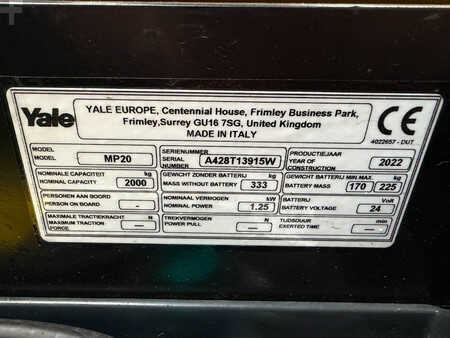 Yale
YALE EUROPE, Centennial House, Frimley Business Park,
Frimley,Surrey GU16 7SG, United Kingdom
MADE IN ITALY
CE
4022657 - DUT
MODEL
MODEL
MP20
SERIENUMMER
SERIAL
NUMBER
A428T13915W
PRODUCTIEJAAR
YEAR OF
CONSTRUCTION
2022
NOMINALE CAPACITEIT kg
NOMINAL CAPACITY 2000
GEWICHT ZONDER BATTERIJ kg
MASS WITHOUT BATTERY 333
GEWICHT BATTERIJ MIN. MAX. kg
BATTERY MASS 170 225
PERSONEN AAN BOORD
PERSON ON BOARD -
NOMINAAL VERMOGEN kW
NOMINAL POWER 1.25
BATTERIJ Volt
BATTERY VOLTAGE 24
MAXIMALE TRACTIEKRACHT N
MAXIMUM TRACTION
FORCE —
TREKVERMOGEN N
POWER PULL —
TIJDSDUUR min
EXERTED TIME —